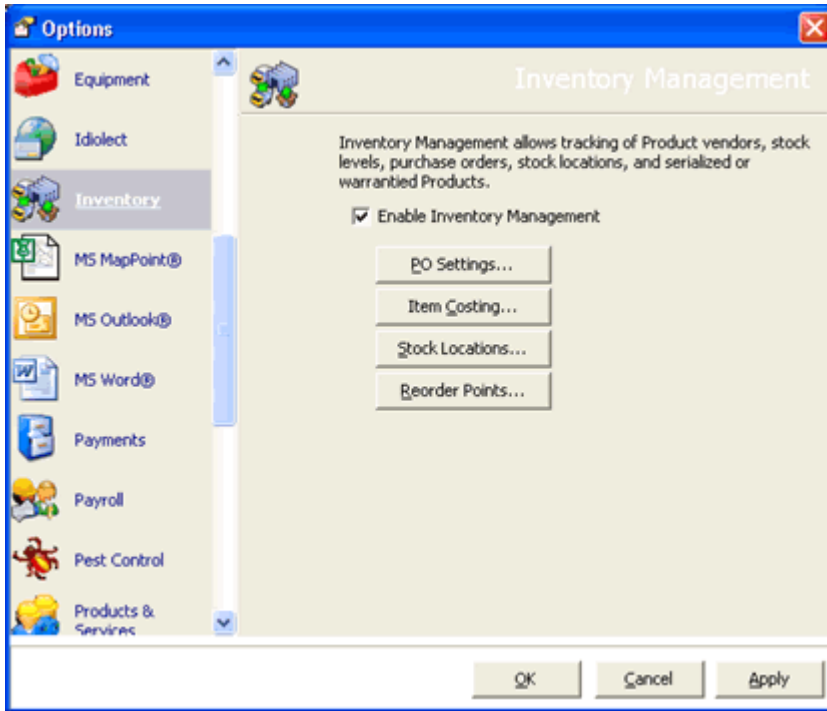 Options
Equipment
Idiolect
Inventory
MS MapPoint®
MS Outlook®
MS Word®
Payments
Payroll
Pest Control
Products &
Services
Inventory Management
Inventory Management allows tracking of Product vendors, stock
levels, purchase orders, stock locations, and serialized or
warrantied Products.
Enable Inventory Management
PO Settings...
Item Costing...
Stock Locations...
Reorder Points...
OK
Cancel
Apply